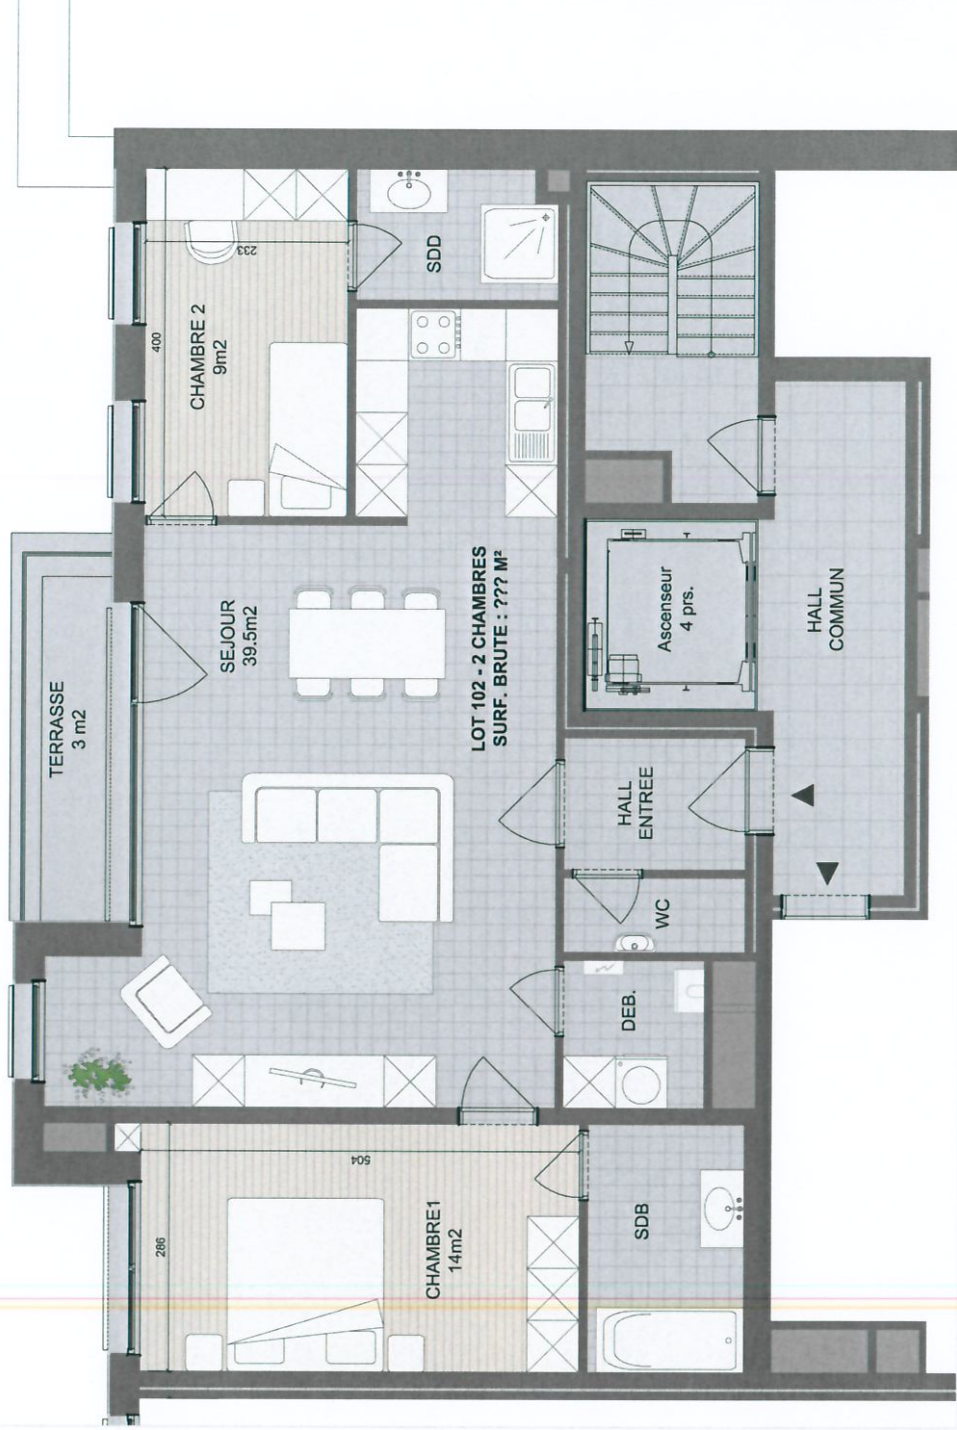 SDD
233
CHAMBRE 2
9m2
400
TERRASSE
3 m2
SEJOUR
39.5m2
LOT 102 - 2 CHAMBRES
SURF. BRUTE : ??? M²
Ascenseur
4 prs.
HALL
COMMUN
HALL
ENTREE
WC
DEB.
504
286
CHAMBRE1
14m2
SDB